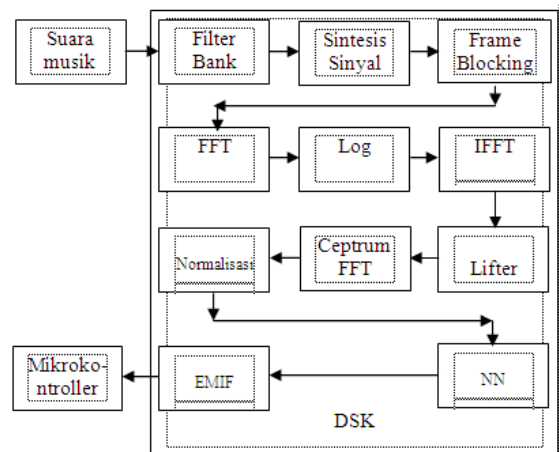 Suara
musik
Filter
Bank
Sintesis
Sinyal
Frame
Blocking
FFT
Log
IFFT
Normalisasi
Ceptrum
FFT
Lifter
Mikroko-
ntroller
EMIF
NN
DSK